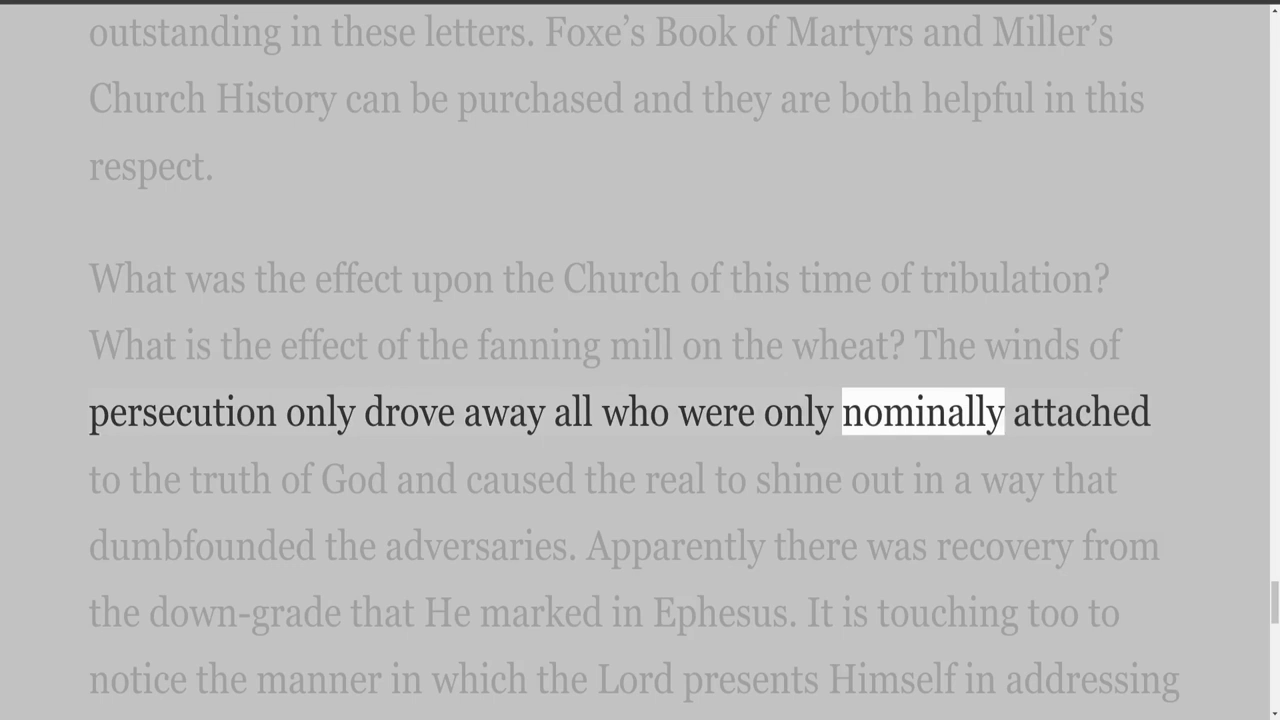 outstanding in these letters. Foxe’s Book of Martyrs and Miller’s
Church History can be purchased and they are both helpful in this
respect.
What was the effect upon the Church of this time of tribulation?
What is the effect of the fanning mill on the wheat? The winds of
persecution only drove away all who were only nominally attached
to the truth of God and caused the real to shine out in a way that
dumbfounded the adversaries. Apparently there was recovery from
the down-grade that He marked in Ephesus. It is touching too to
notice the manner in which the Lord presents Himself in addressing